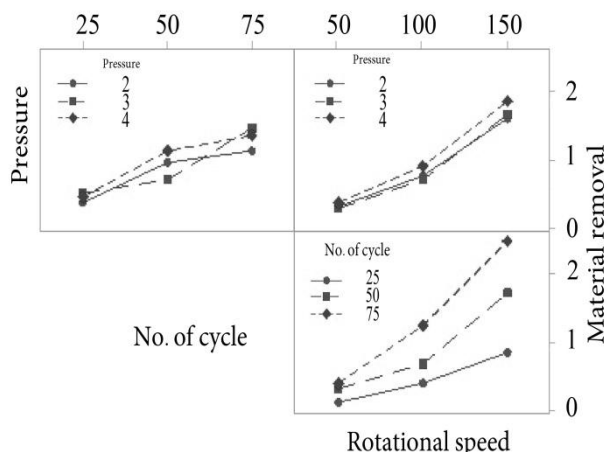 25 50 75 50 100 150
Pressure
Pressure
2
3
4
Pressure
2
3
4
2
1
0
Material removal
No. of cycle
25
50
75
2
1
0
No. of cycle
Rotational speed